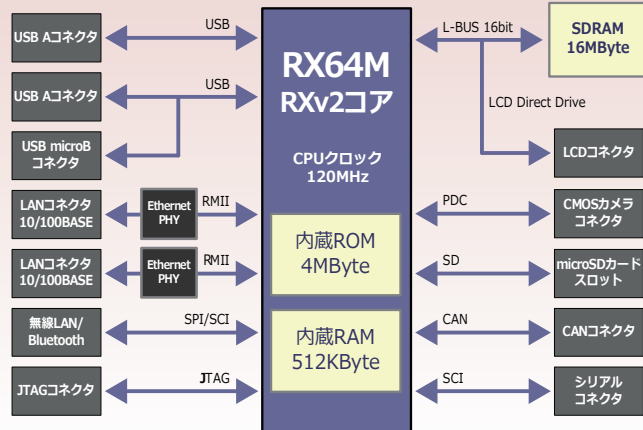 USB Aコネクタ
USB
USB Aコネクタ
USB
USB microB
コネクタ
LANコネクタ
10/100BASE
Ethernet
PHY
RMII
LANコネクタ
10/100BASE
Ethernet
PHY
RMII
無線LAN/
Bluetooth
SPI/SCI
JTAGコネクタ
JTAG
RX64M
RXv2コア
CPUクロック
120MHz
内蔵ROM
4MByte
内蔵RAM
512KByte
L-BUS 16bit
SDRAM
16MByte
LCD Direct Drive
LCDコネクタ
PDC
CMOSカメラ
コネクタ
SD
microSDカード
スロット
CAN
CANコネクタ
SCI
シリアル
コネクタ